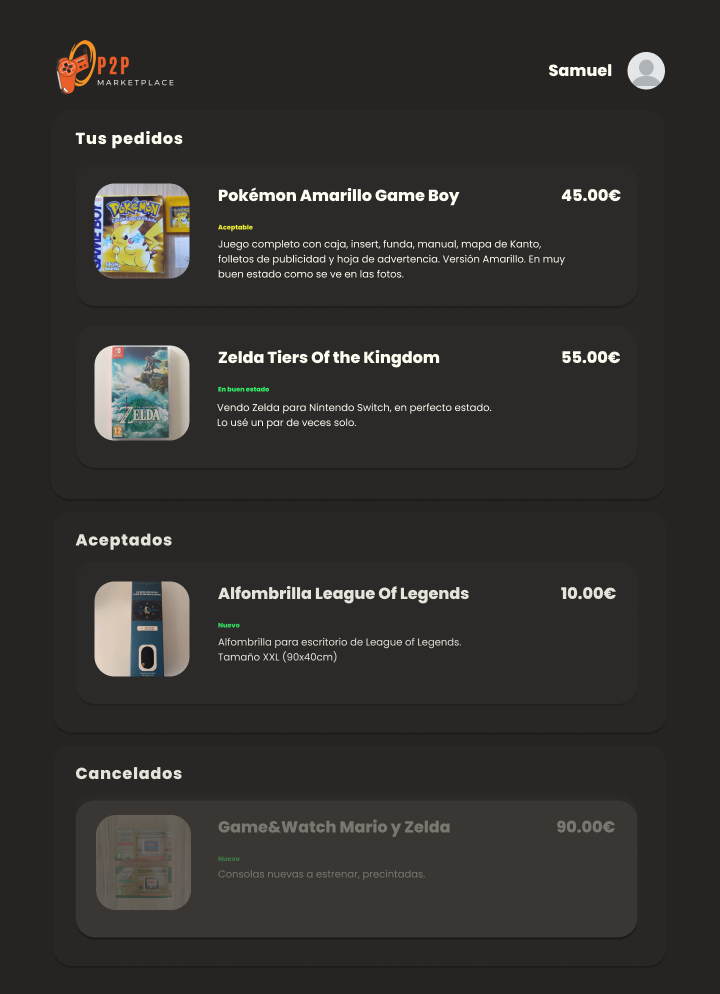 P2P
MARKETPLACE
Samuel
Tus pedidos
GAME BOY
POKÉMON
Pokémon Amarillo Game Boy
45.00€
Aceptable
Juego completo con caja, insert, funda, manual, mapa de Kanto,
folletos de publicidad y hoja de advertencia. Versión Amarillo. En muy
buen estado como se ve en las fotos.
ZELDA
12
Zelda Tiers Of the Kingdom
55.00€
En buen estado
Vendo Zelda para Nintendo Switch, en perfecto estado.
Lo usé un par de veces solo.
Aceptados
Alfombrilla League Of Legends
10.00€
Nuevo
Alfombrilla para escritorio de League of Legends.
Tamaño XXL (90x40cm)
Cancelados
Game&Watch Mario y Zelda
90.00€
Nuevo
Consolas nuevas a estrenar, precintadas.